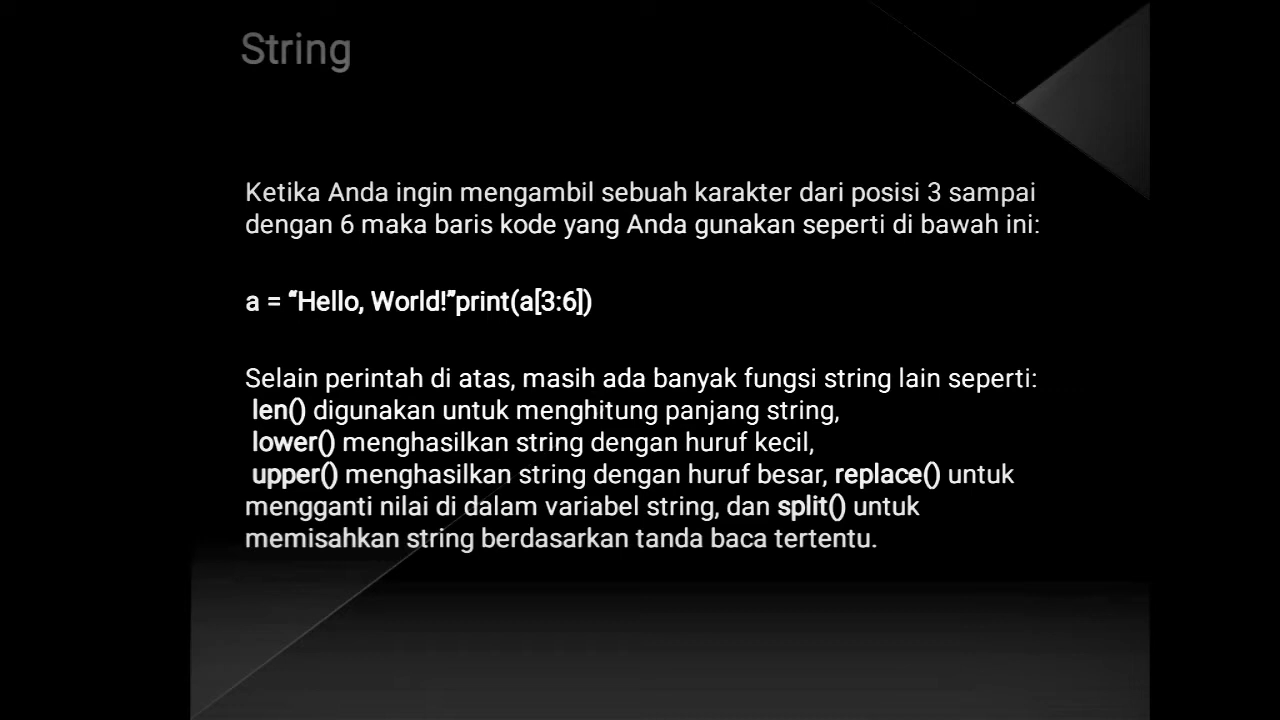 String
Ketika Anda ingin mengambil sebuah karakter dari posisi 3 sampai
dengan 6 maka baris kode yang Anda gunakan seperti di bawah ini:
a = “Hello, World!”print(a[3:6])
Selain perintah di atas, masih ada banyak fungsi string lain seperti:
len() digunakan untuk menghitung panjang string,
lower() menghasilkan string dengan huruf kecil,
upper() menghasilkan string dengan huruf besar, replace() untuk
mengganti nilai di dalam variabel string, dan split() untuk
memisahkan string berdasarkan tanda baca tertentu.